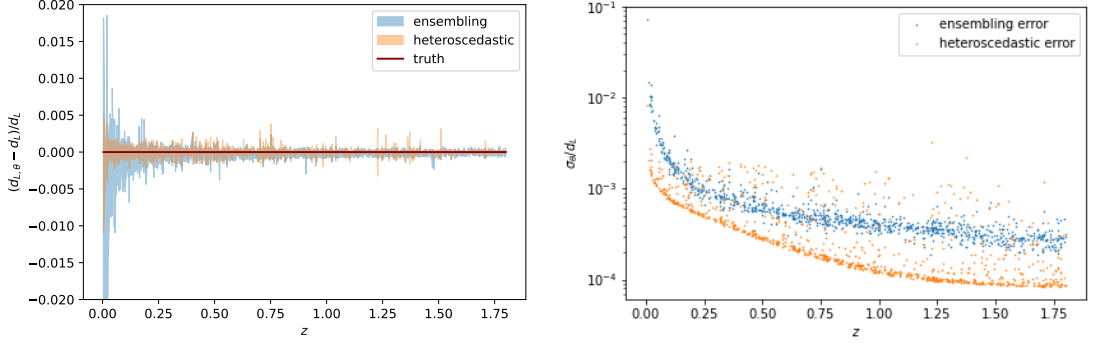 0.020
0.015
0.010
0.005
0.000
−0.005
−0.010
−0.015
−0.020
(d_{L, θ} − d_L)/d_L
ensembling
heteroscedastic
truth
0.00 0.25 0.50 0.75 1.00 1.25 1.50 1.75
z
10^{−1}
10^{−2}
10^{−3}
10^{−4}
σ_θ/d_L
ensembling error
heteroscedastic error
0.00 0.25 0.50 0.75 1.00 1.25 1.50 1.75
z